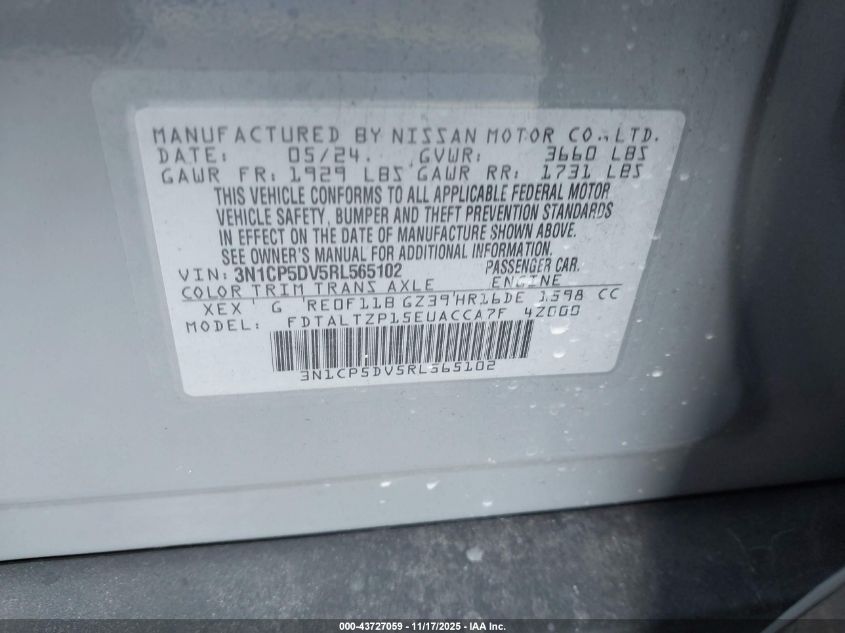 MANUFACTURED BY NISSAN MOTOR CO., LTD.
DATE: 05/24. GVWR: 3660 LBS
GAWR FR: 1929 LBS GAWR RR: 1731 LBS
THIS VEHICLE CONFORMS TO ALL APPLICABLE FEDERAL MOTOR
VEHICLE SAFETY, BUMPER AND THEFT PREVENTION STANDARDS
IN EFFECT ON THE DATE OF MANUFACTURE SHOWN ABOVE.
SEE OWNER'S MANUAL FOR ADDITIONAL INFORMATION.
VIN: 3N1CP5DV5RL565102 PASSENGER CAR.
COLOR TRIM TRANS AXLE ENGINE
XEX G RE0F11B GZ39 HR16DE 1598 CC
MODEL: FDTALTZP15EUACCA7F 4Z000
3N1CP5DV5RL565102
000-43727059 - 11/17/2025 - IAA Inc.